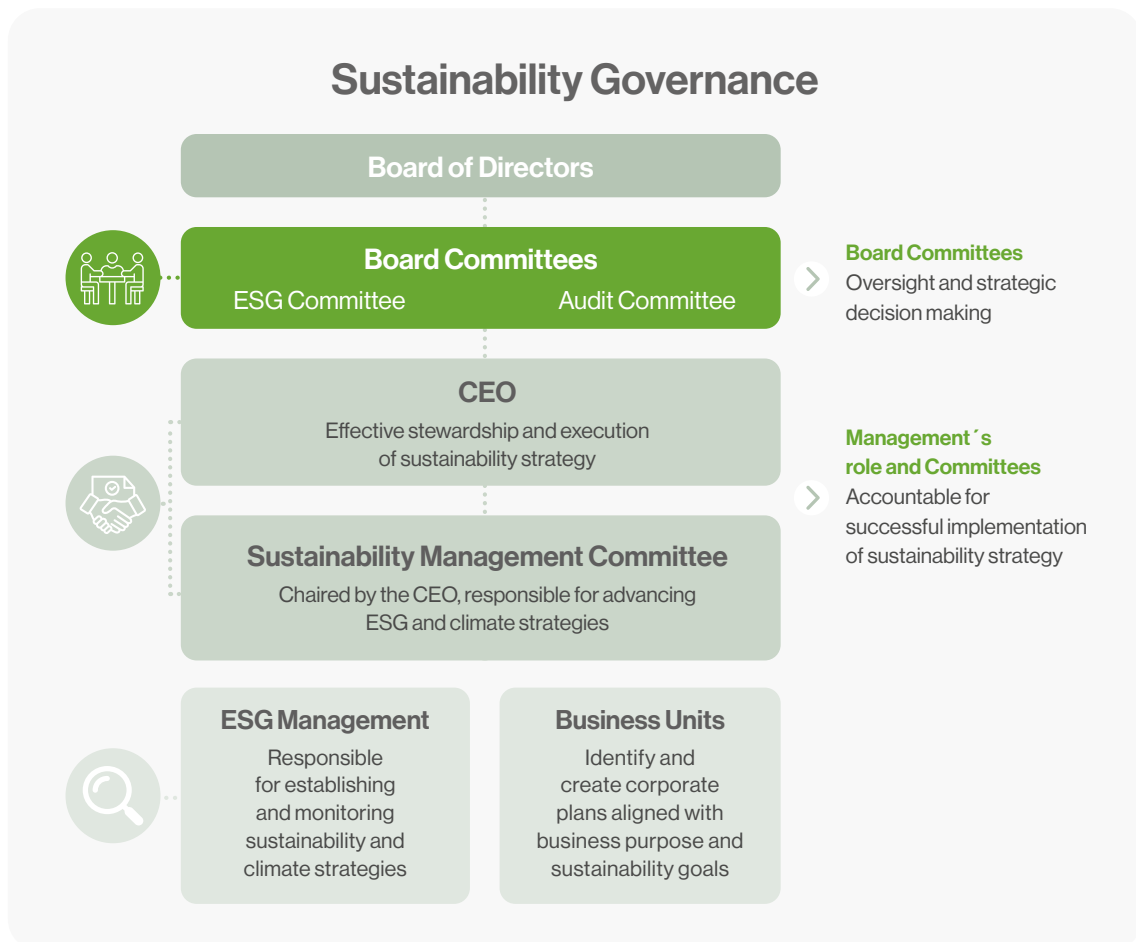 Sustainability Governance
Board of Directors
Board Committees
ESG Committee
Audit Committee
Board Committees
Oversight and strategic
decision making
CEO
Effective stewardship and execution
of sustainability strategy
Management´s
role and Committees
Accountable for
successful implementation
of sustainability strategy
Sustainability Management Committee
Chaired by the CEO, responsible for advancing
ESG and climate strategies
ESG Management
Responsible
for establishing
and monitoring
sustainability and
climate strategies
Business Units
Identify and
create corporate
plans aligned with
business purpose and
sustainability goals